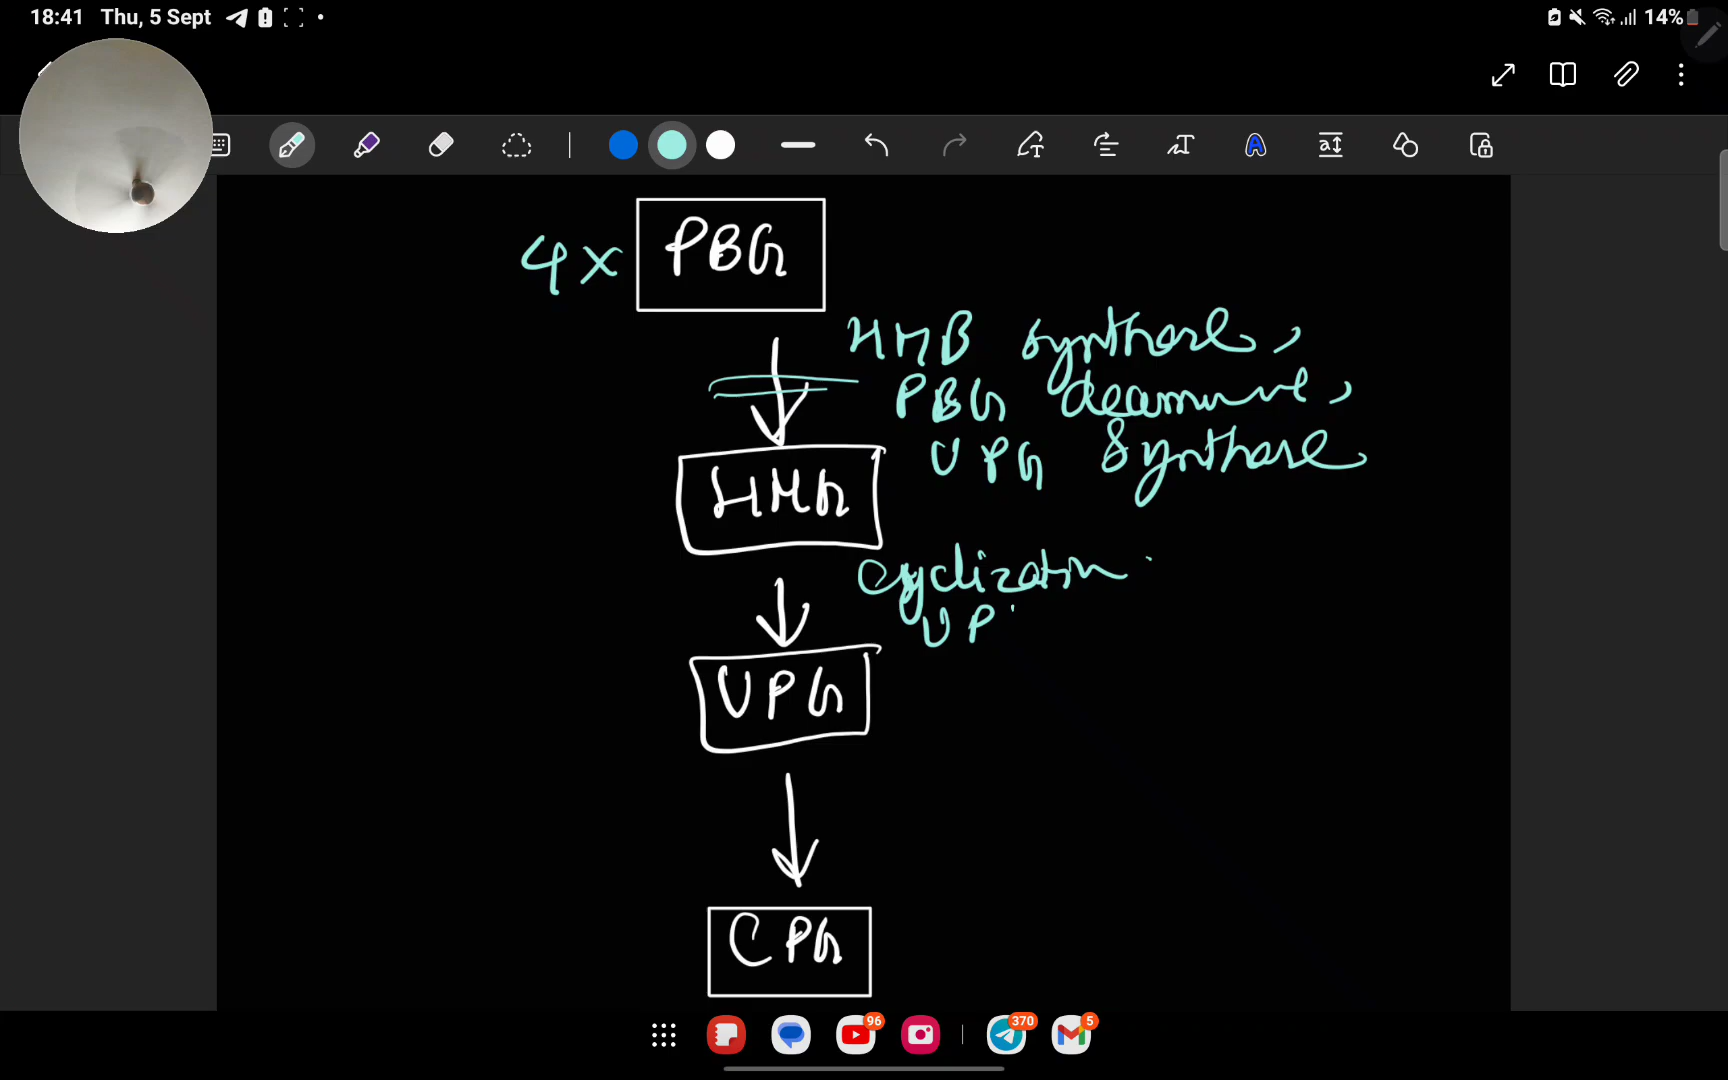 18:41 Thu, 5 Sept
14%
4x PBG
HMB Synthase,
PBG deaminase,
UPG Synthase
HMB
Cyclization
UP
UPG
CPG
96
370
5